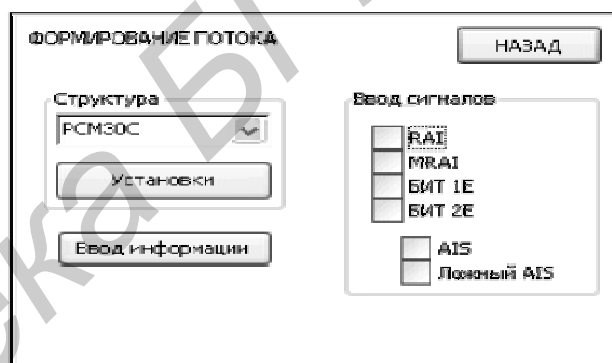 ФОРМИРОВАНИЕ ПОТОКА
НАЗАД
Структура
PCM30C
Установки
Ввод информации
Ввод сигналов
RAI
MRAI
БИТ 1E
БИТ 2E
AIS
Ложный AIS